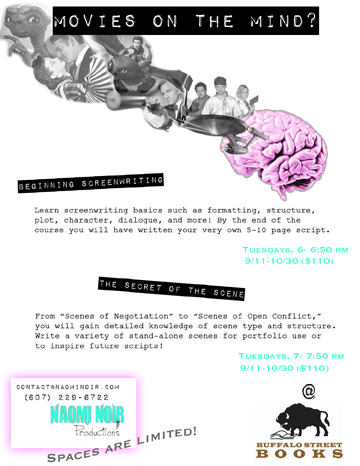 MOVIES ON THE MIND?
BEGINNING SCREENWRITING
Learn screenwriting basics such as formatting, structure,
plot, character, dialogue, and more! By the end of the
course you will have written your very own 5-10 page script.
Tuesdays, 6- 6:50 pm
9/11-10/30 ($110)
THE SECRET OF THE SCENE
From “Scenes of Negotiation” to “Scenes of Open Conflict,”
you will gain detailed knowledge of scene type and structure.
Write a variety of stand-alone scenes for portfolio use or
to inspire future scripts!
Tuesdays, 7- 7:50 pm
9/11-10/30 ($110)
CONTACT@NAOMINOIR.COM
(607) 229-6722
NAOMI NOIR
Productions
@
BUFFALO STREET
BOOKS
SPACES ARE LIMITED!